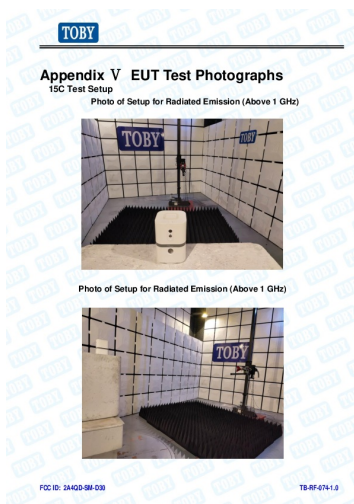 TOBY
Appendix Ⅴ EUT Test Photographs
15C Test Setup
Photo of Setup for Radiated Emission (Above 1 GHz)
TOBY
TOBY
Photo of Setup for Radiated Emission (Above 1 GHz)
TOBY
FCC ID: 2A4QD-SM-D30
TB-RF-074-1.0